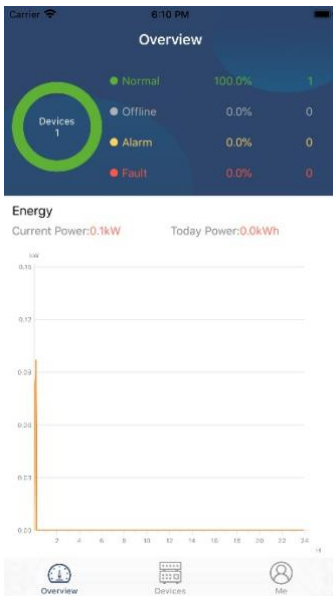 Carrier 6:10 PM
Overview
Devices
1
Normal 100.0% 1
Offline 0.0% 0
Alarm 0.0% 0
Fault 0.0% 0
Energy
Current Power:0.1kW Today Power:0.0kWh
kW
0.15
0.12
0.09
0.06
0.03
0.00
2 4 6 8 10 12 14 16 18 20 22 24
H
Overview Devices Me